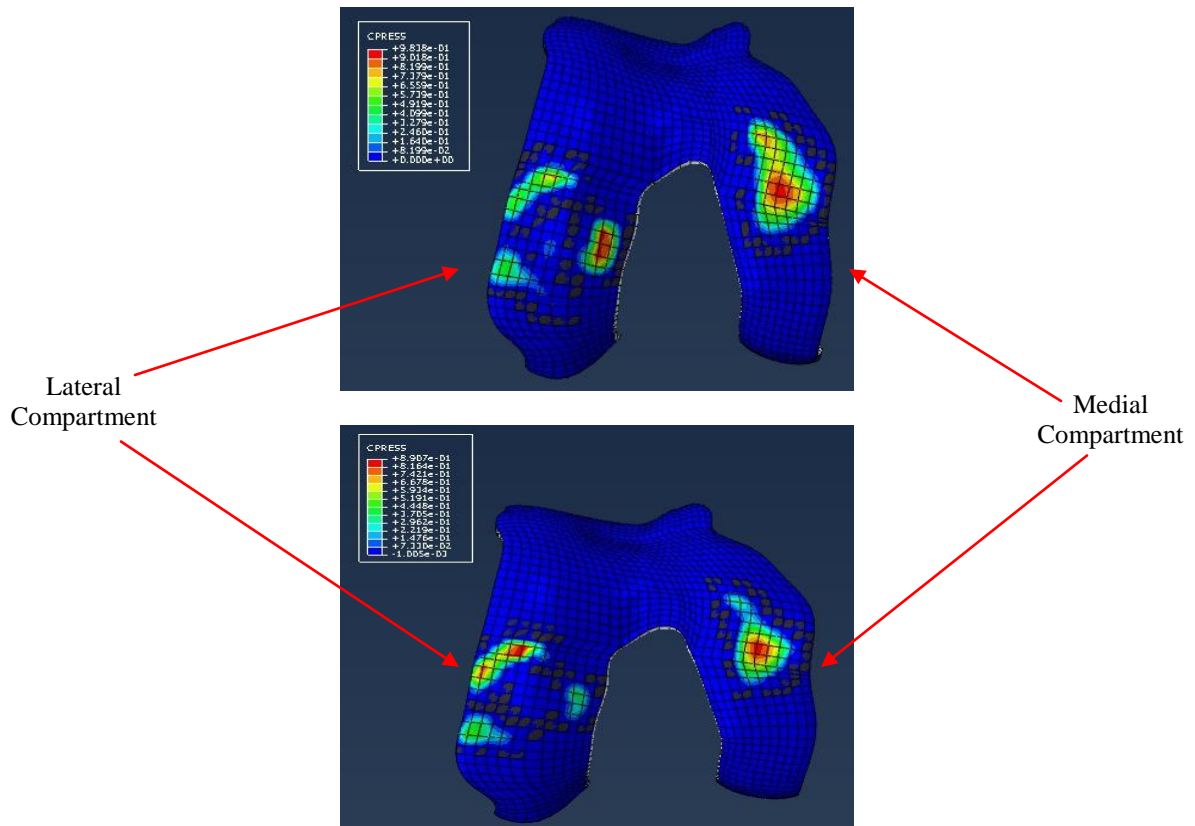 CPRESS
+9.838e-01
+9.018e-01
+8.199e-01
+7.379e-01
+6.559e-01
+5.739e-01
+4.919e-01
+4.099e-01
+3.279e-01
+2.460e-01
+1.640e-01
+8.199e-02
+0.000e+00
Lateral
Compartment
Medial
Compartment
CPRESS
+8.907e-01
+8.164e-01
+7.421e-01
+6.678e-01
+5.934e-01
+5.191e-01
+4.448e-01
+3.705e-01
+2.962e-01
+2.219e-01
+1.476e-01
+7.330e-02
-1.005e-03